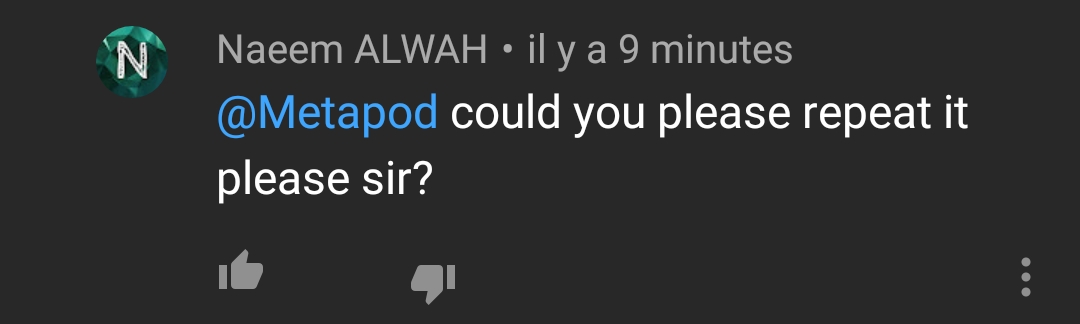 N
Naeem ALWAH • il y a 9 minutes
@Metapod could you please repeat it
please sir?